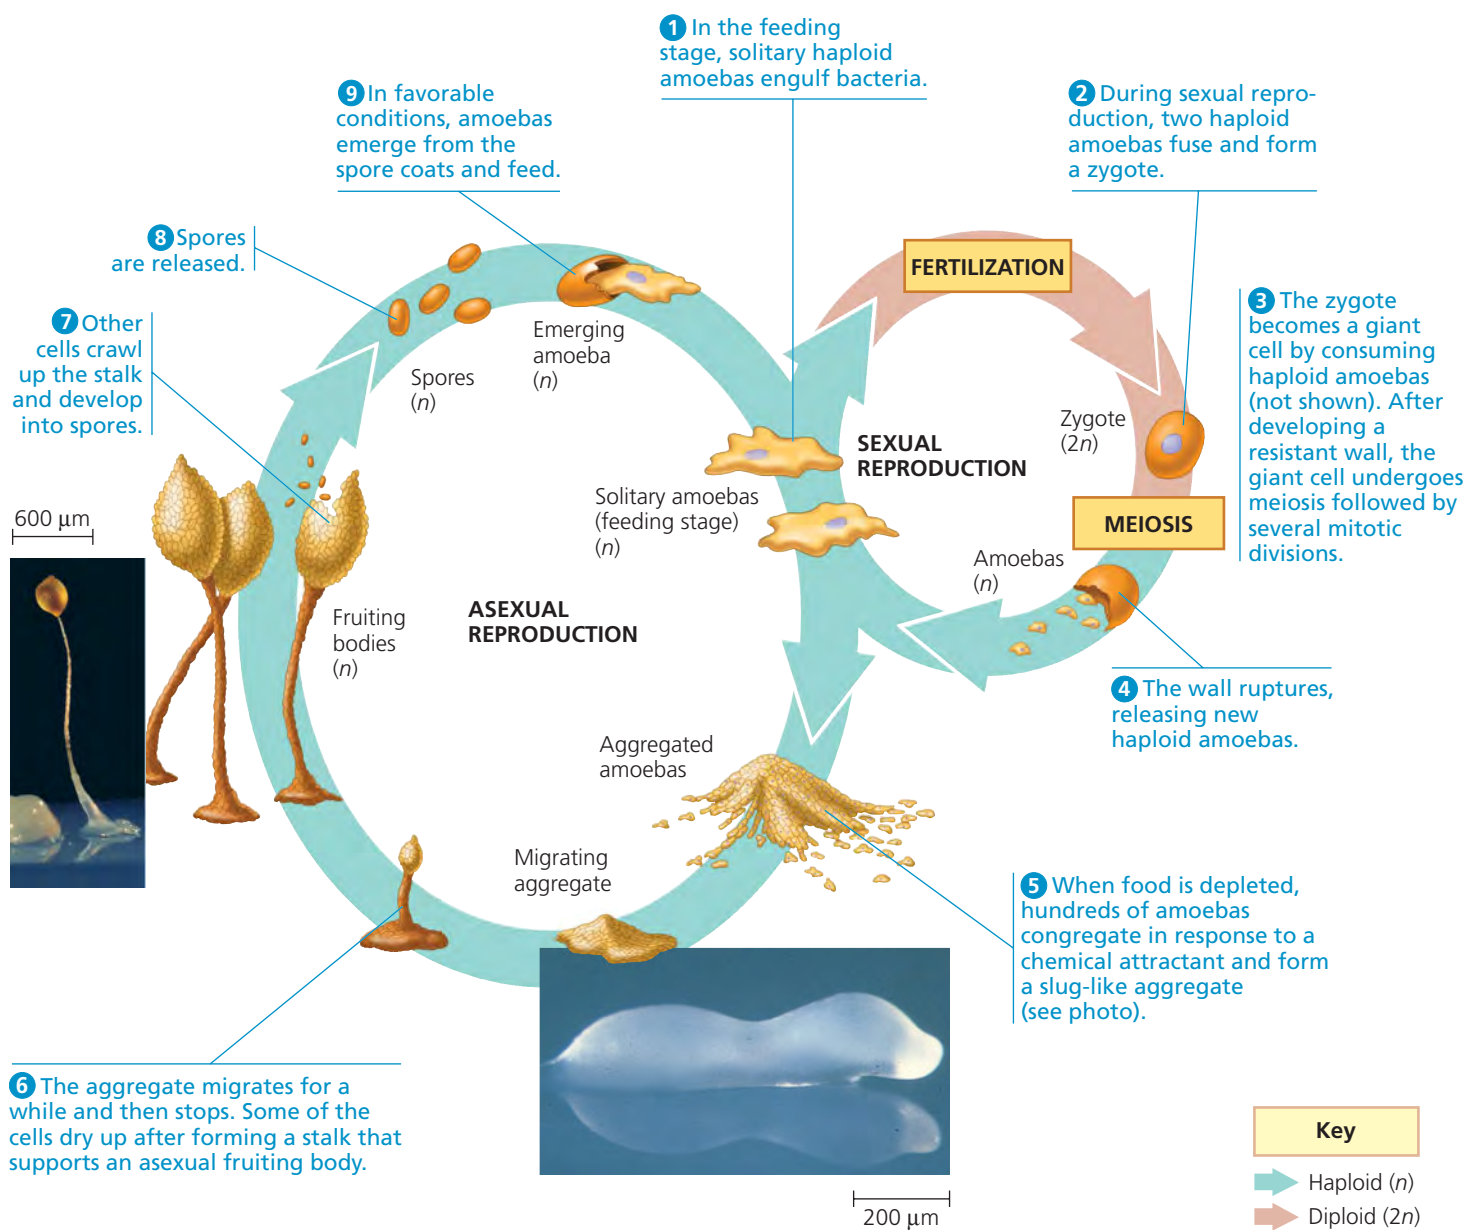 1 In the feeding
stage, solitary haploid
amoebas engulf bacteria.
9 In favorable
conditions, amoebas
emerge from the
spore coats and feed.
2 During sexual repro-
duction, two haploid
amoebas fuse and form
a zygote.
8 Spores
are released.
FERTILIZATION
3 The zygote
becomes a giant
cell by consuming
haploid amoebas
(not shown). After
developing a
resistant wall, the
giant cell undergoes
meiosis followed by
several mitotic
divisions.
7 Other
cells crawl
up the stalk
and develop
into spores.
Emerging
amoeba
(n)
Spores
(n)
Zygote
(2n)
SEXUAL
REPRODUCTION
Solitary amoebas
(feeding stage)
(n)
MEIOSIS
600 µm
Amoebas
(n)
ASEXUAL
REPRODUCTION
Fruiting
bodies
(n)
4 The wall ruptures,
releasing new
haploid amoebas.
Aggregated
amoebas
Migrating
aggregate
5 When food is depleted,
hundreds of amoebas
congregate in response to a
chemical attractant and form
a slug-like aggregate
(see photo).
6 The aggregate migrates for a
while and then stops. Some of the
cells dry up after forming a stalk that
supports an asexual fruiting body.
200 µm
Key
Haploid (n)
Diploid (2n)